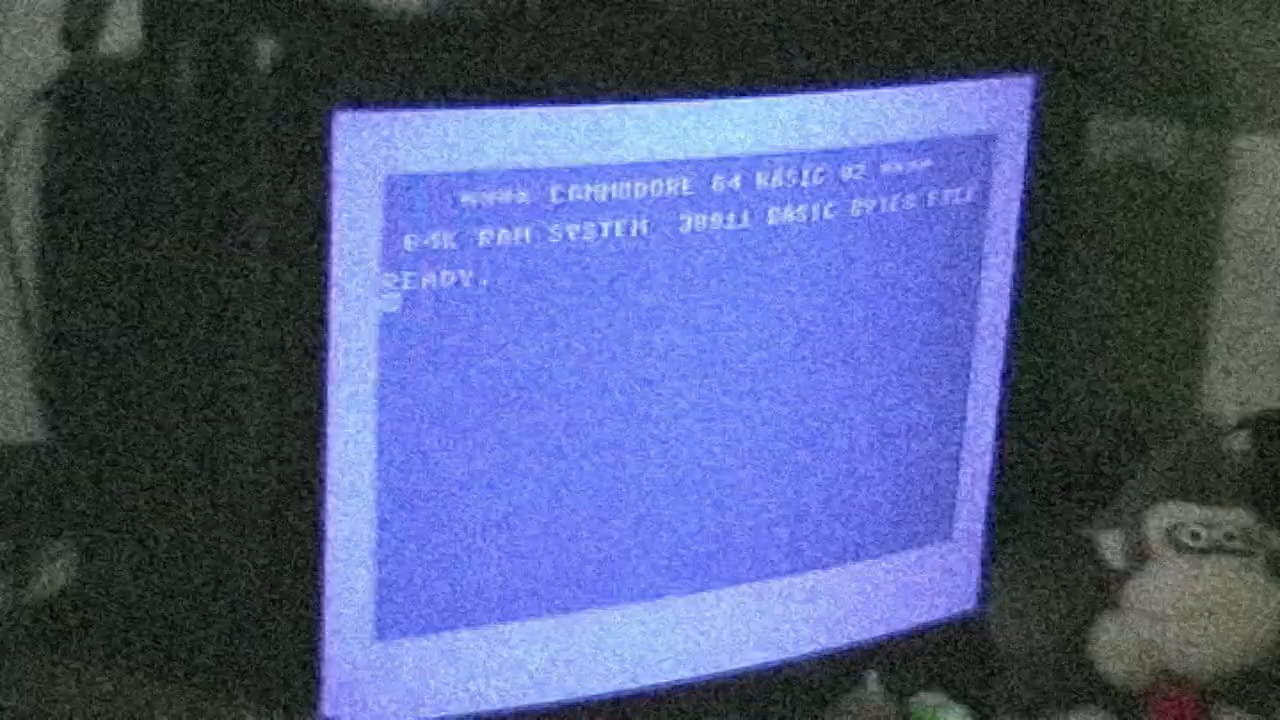 **** COMMODORE 64 BASIC V2 ****
64K RAM SYSTEM 38911 BASIC BYTES FREE
READY.